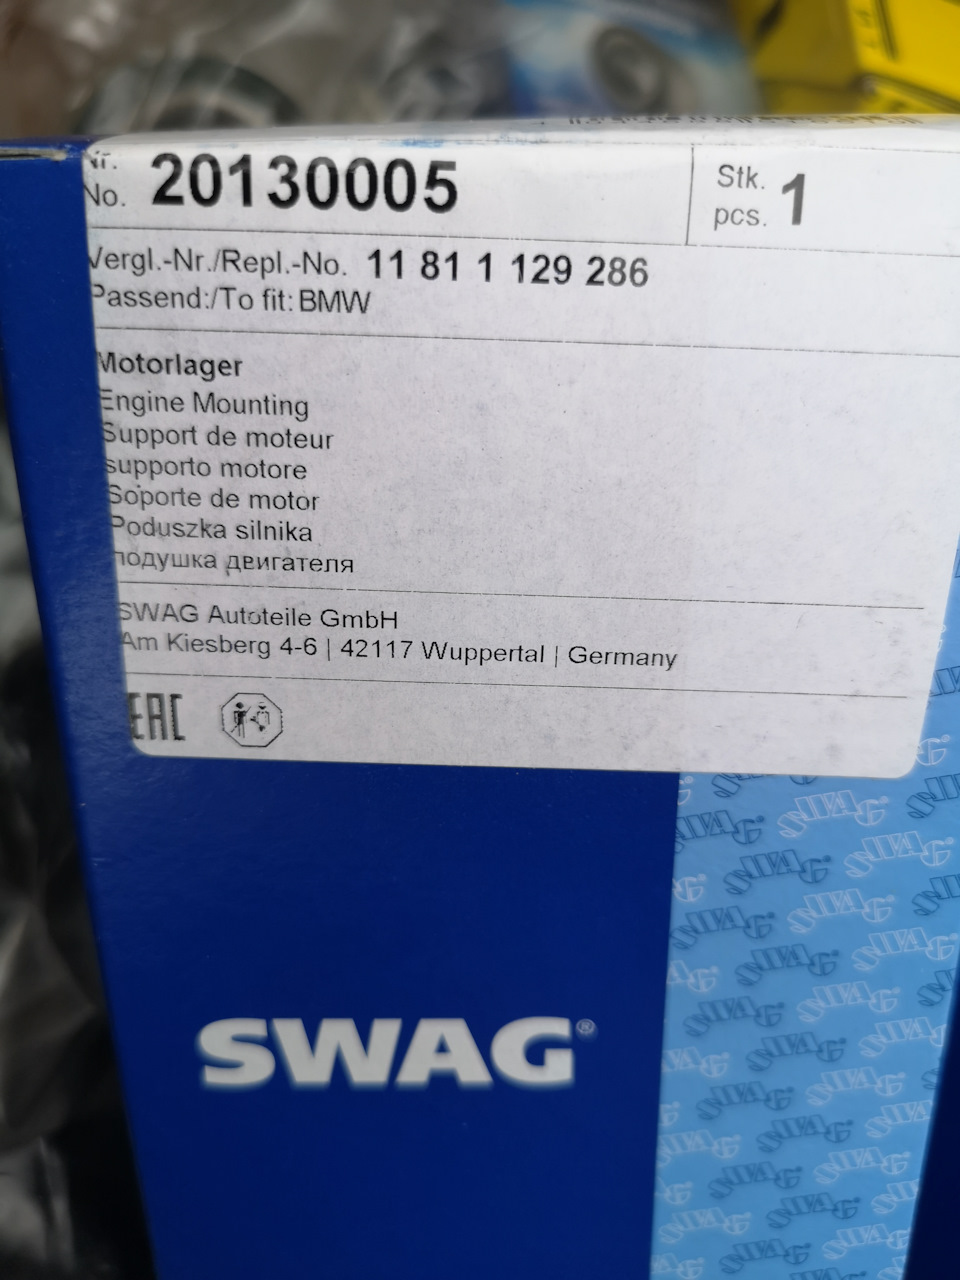 Nr.
No. 20130005
Stk.
pcs. 1
Vergl.-Nr./Repl.-No. 11 81 1 129 286
Passend:/To fit: BMW
Motorlager
Engine Mounting
Support de moteur
supporto motore
Soporte de motor
Poduszka silnika
подушка двигателя
SWAG Autoteile GmbH
Am Kiesberg 4-6 | 42117 Wuppertal | Germany
EAC
SWAG®